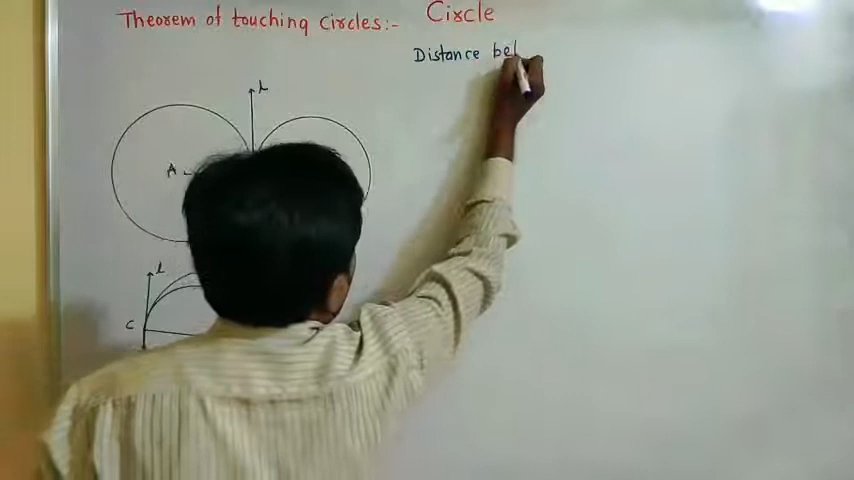 Circle
Theorem of touching Circles:-
Distance bet
l
A
l
C